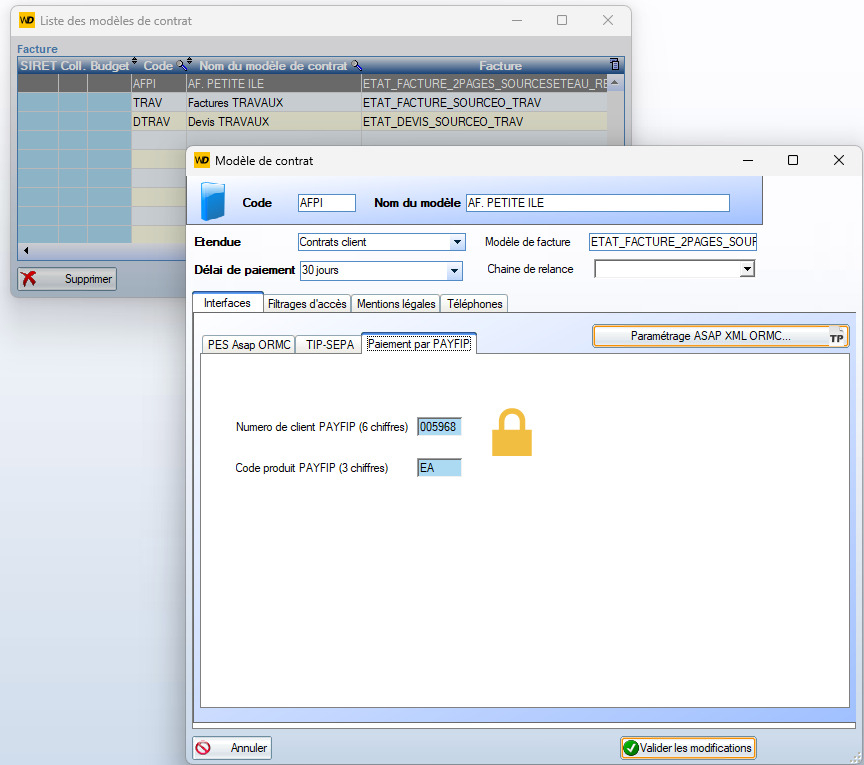 WD Liste des modèles de contrat
Facture
SIRET Coll. Budget Code Nom du modèle de contrat Facture
AFPI AF. PETITE ILE ETAT_FACTURE_2PAGES_SOURCESETEAU_RE
TRAV Factures TRAVAUX ETAT_FACTURE_SOURCEO_TRAV
DTRAV Devis TRAVAUX ETAT_DEVIS_SOURCEO_TRAV
Supprimer
WD Modèle de contrat
Code AFPI Nom du modèle AF. PETITE ILE
Etendue Contrats client Modèle de facture ETAT_FACTURE_2PAGES_SOUR
Délai de paiement 30 jours Chaine de relance
Interfaces Filtrages d'accès Mentions légales Téléphones
PES Asap ORMC TIP-SEPA Paiement par PAYFIP Paramétrage ASAP XML ORMC... TP
Numero de client PAYFIP (6 chiffres) 005968
Code produit PAYFIP (3 chiffres) EA
Annuler Valider les modifications